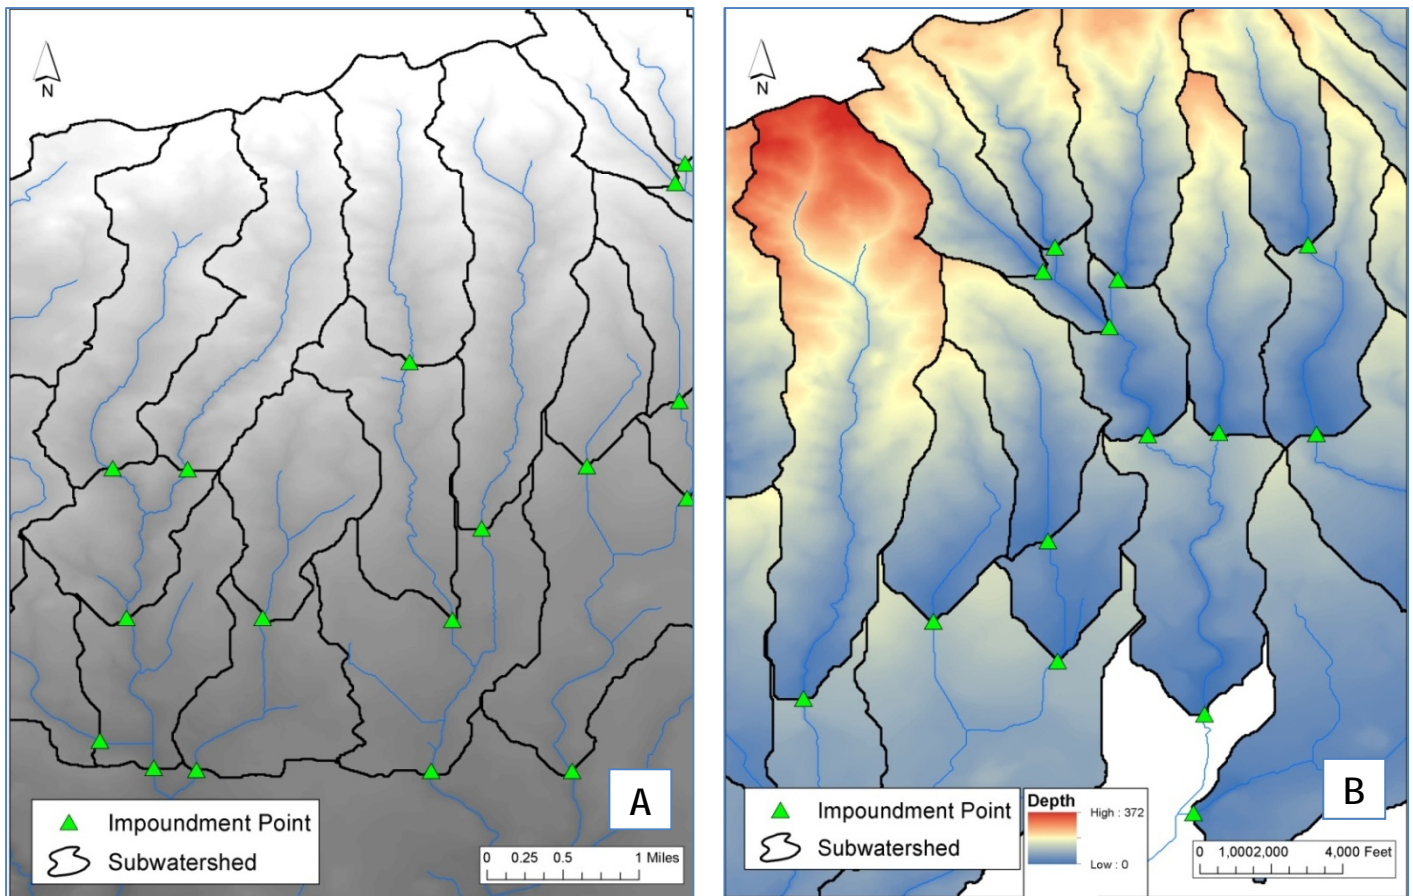 N
A
Impoundment Point
Subwatershed
0 0.25 0.5 1 Miles
N
B
Impoundment Point
Subwatershed
Depth
High : 372
Low : 0
0 1,0002,000 4,000 Feet